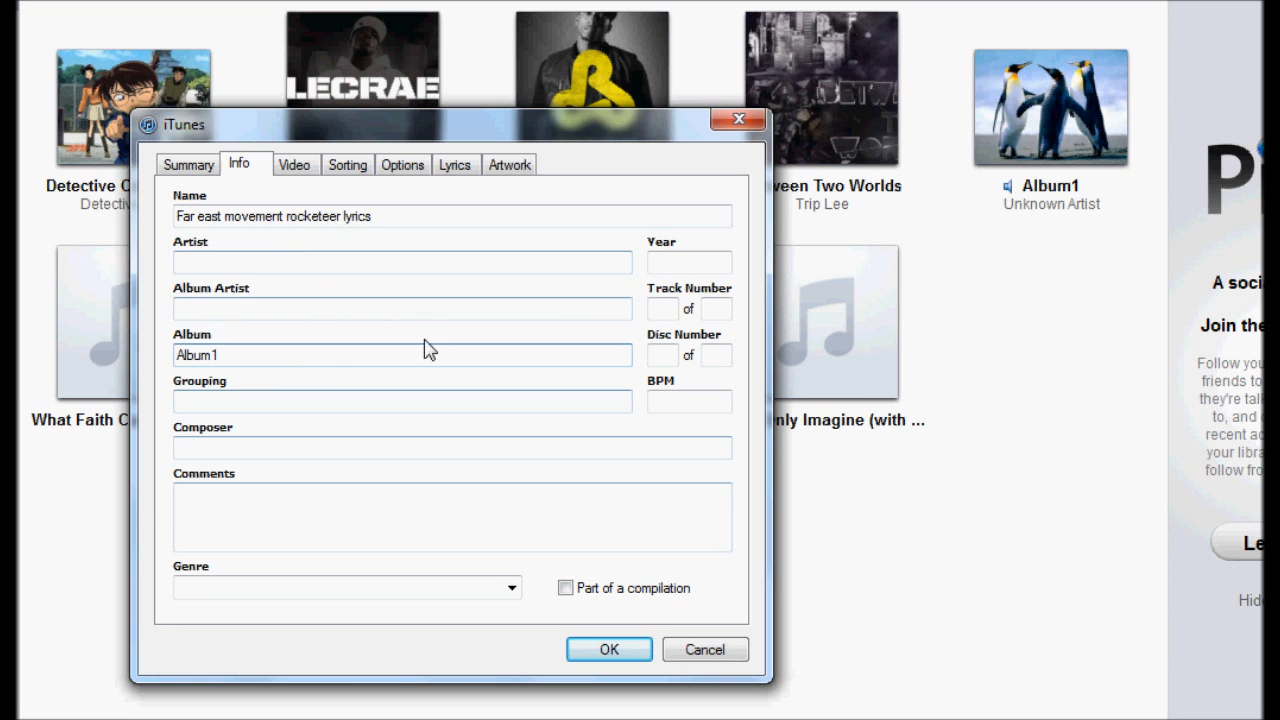 LECRAE
iTunes
Summary Info Video Sorting Options Lyrics Artwork
Name
Far east movement rocketeer lyrics
Artist
Year
Album Artist
Track Number
of
Album
Disc Number
Album1
of
Grouping
BPM
Composer
Comments
Genre
Part of a compilation
OK Cancel
Detective
Detectiv
ween Two Worlds
Trip Lee
Album1
Unknown Artist
What Faith
nly Imagine (with ...
A soci
Join the
Follow you
friends to
they're talk
to, and
recent ac
your libra
follow fro
Le
Hid